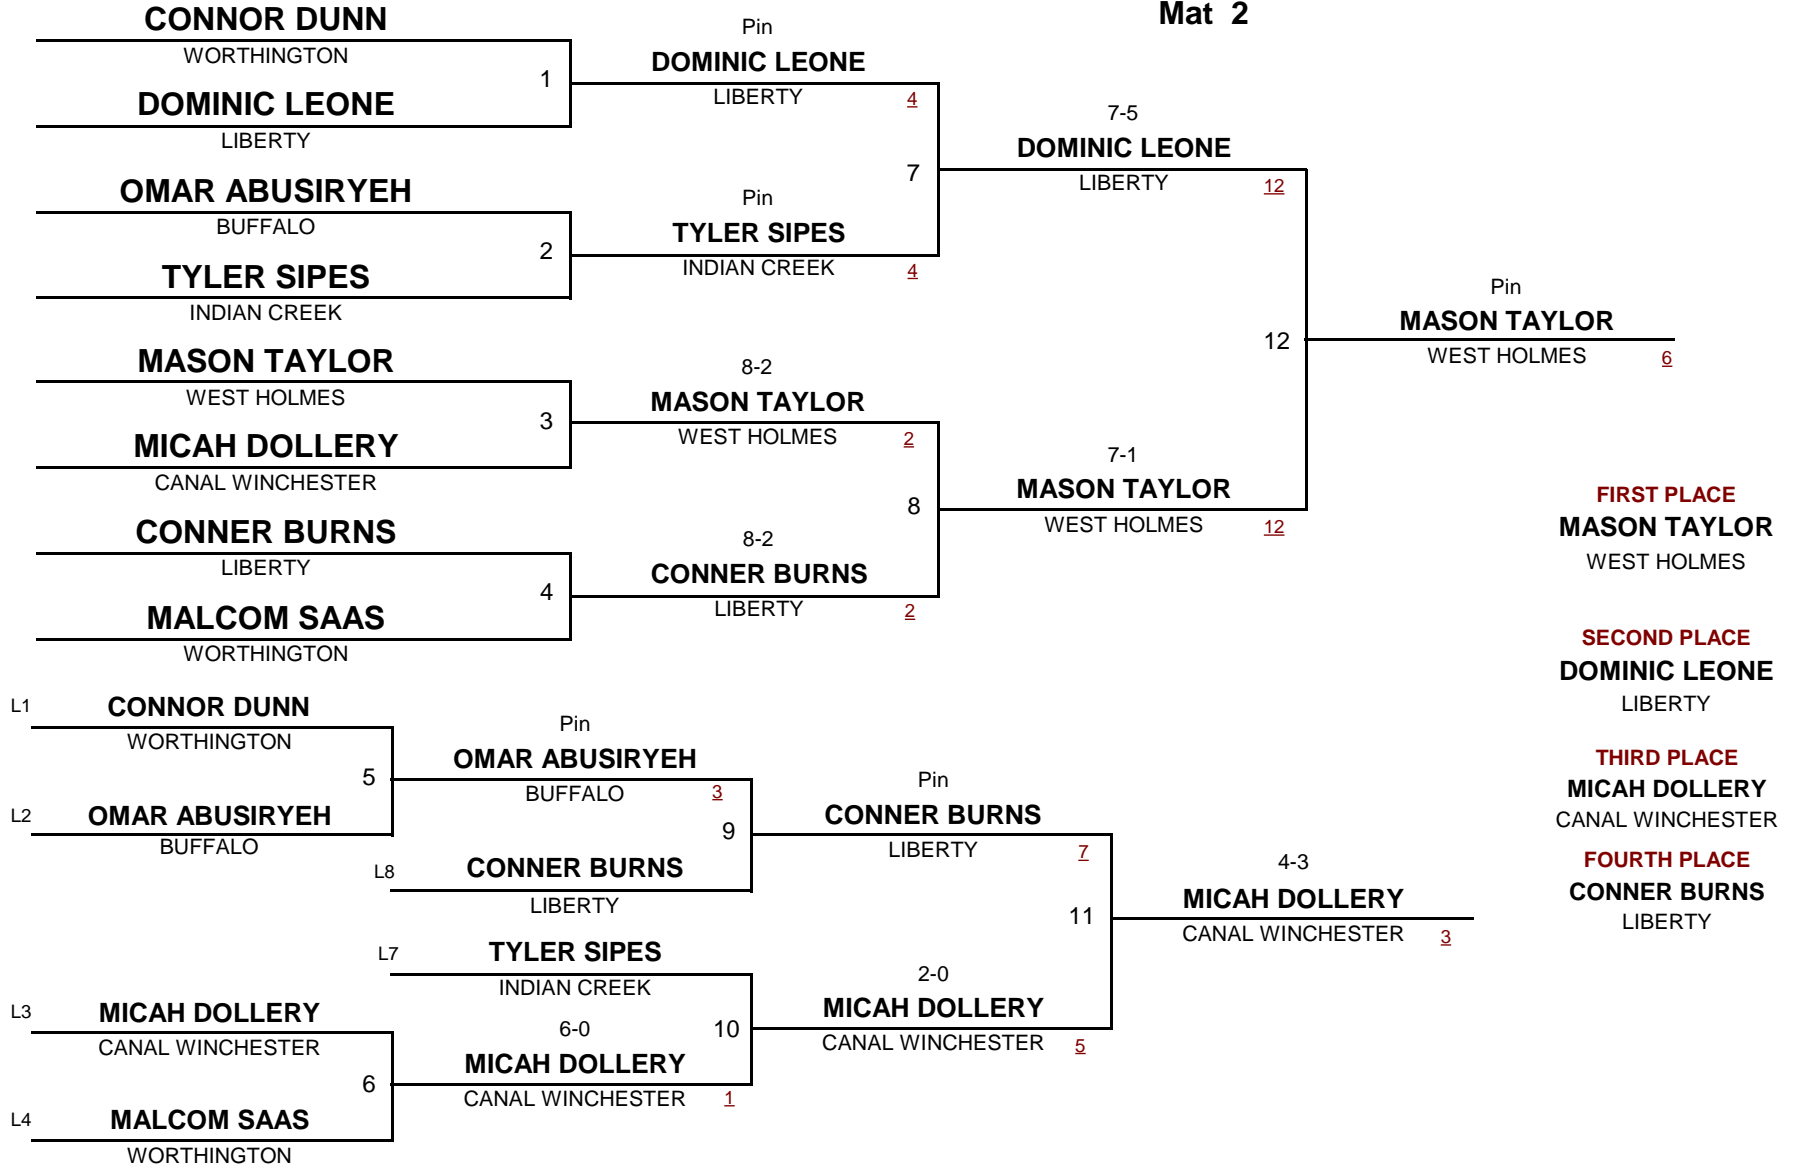 Mat 2
CONNOR DUNN
WORTHINGTON
1
DOMINIC LEONE
LIBERTY
OMAR ABUSIRYEH
BUFFALO
2
TYLER SIPES
INDIAN CREEK
MASON TAYLOR
WEST HOLMES
3
MICAH DOLLERY
CANAL WINCHESTER
CONNER BURNS
LIBERTY
4
MALCOM SAAS
WORTHINGTON
Pin
DOMINIC LEONE
LIBERTY 4
7
Pin
TYLER SIPES
INDIAN CREEK 4
8-2
MASON TAYLOR
WEST HOLMES 2
8
8-2
CONNER BURNS
LIBERTY 2
7-5
DOMINIC LEONE
LIBERTY 12
12
7-1
MASON TAYLOR
WEST HOLMES 12
Pin
MASON TAYLOR
WEST HOLMES 6
FIRST PLACE
MASON TAYLOR
WEST HOLMES
SECOND PLACE
DOMINIC LEONE
LIBERTY
THIRD PLACE
MICAH DOLLERY
CANAL WINCHESTER
FOURTH PLACE
CONNER BURNS
LIBERTY
L1 CONNOR DUNN
WORTHINGTON
5
L2 OMAR ABUSIRYEH
BUFFALO
L3 MICAH DOLLERY
CANAL WINCHESTER
6
L4 MALCOM SAAS
WORTHINGTON
Pin
OMAR ABUSIRYEH
BUFFALO 3
9
L8 CONNER BURNS
LIBERTY
L7 TYLER SIPES
INDIAN CREEK
10
6-0
MICAH DOLLERY
CANAL WINCHESTER 1
Pin
CONNER BURNS
LIBERTY 7
11
2-0
MICAH DOLLERY
CANAL WINCHESTER 5
4-3
MICAH DOLLERY
CANAL WINCHESTER 3